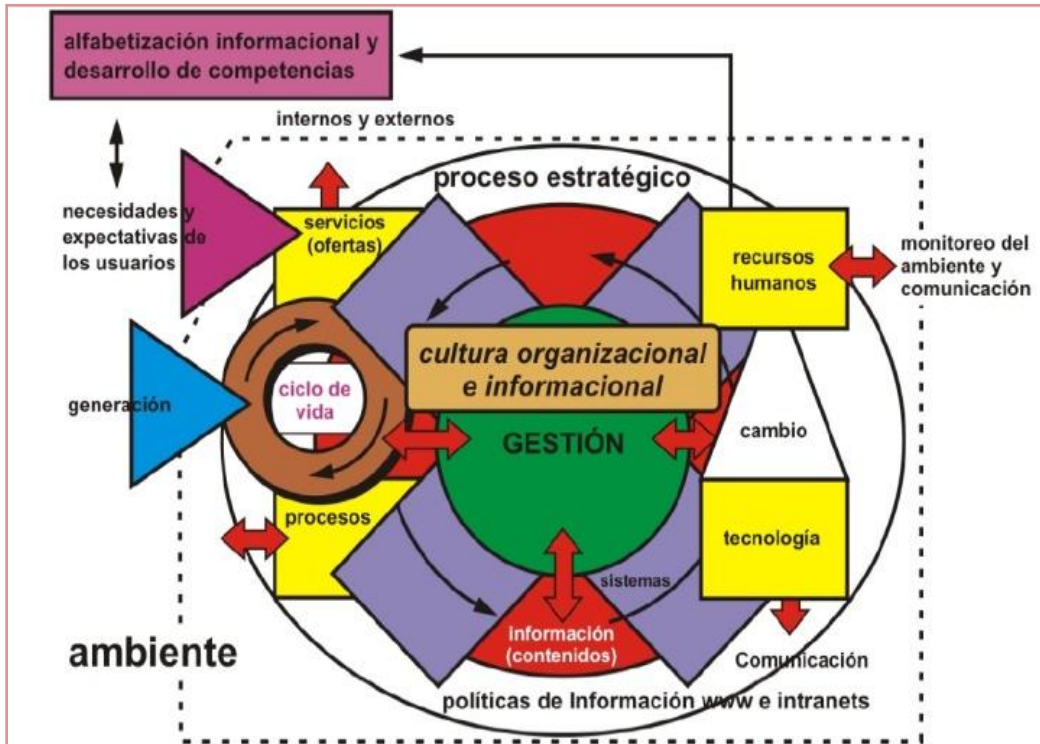 alfabetización informacional y
desarrollo de competencias
internos y externos
proceso estratégico
necesidades y
expectativas de
los usuarios
servicios
(ofertas)
recursos
humanos
monitoreo del
ambiente y
comunicación
cultura organizacional
e informacional
generación
ciclo de
vida
GESTIÓN
cambio
procesos
tecnología
sistemas
información
(contenidos)
ambiente
Comunicación
políticas de Información www e intranets